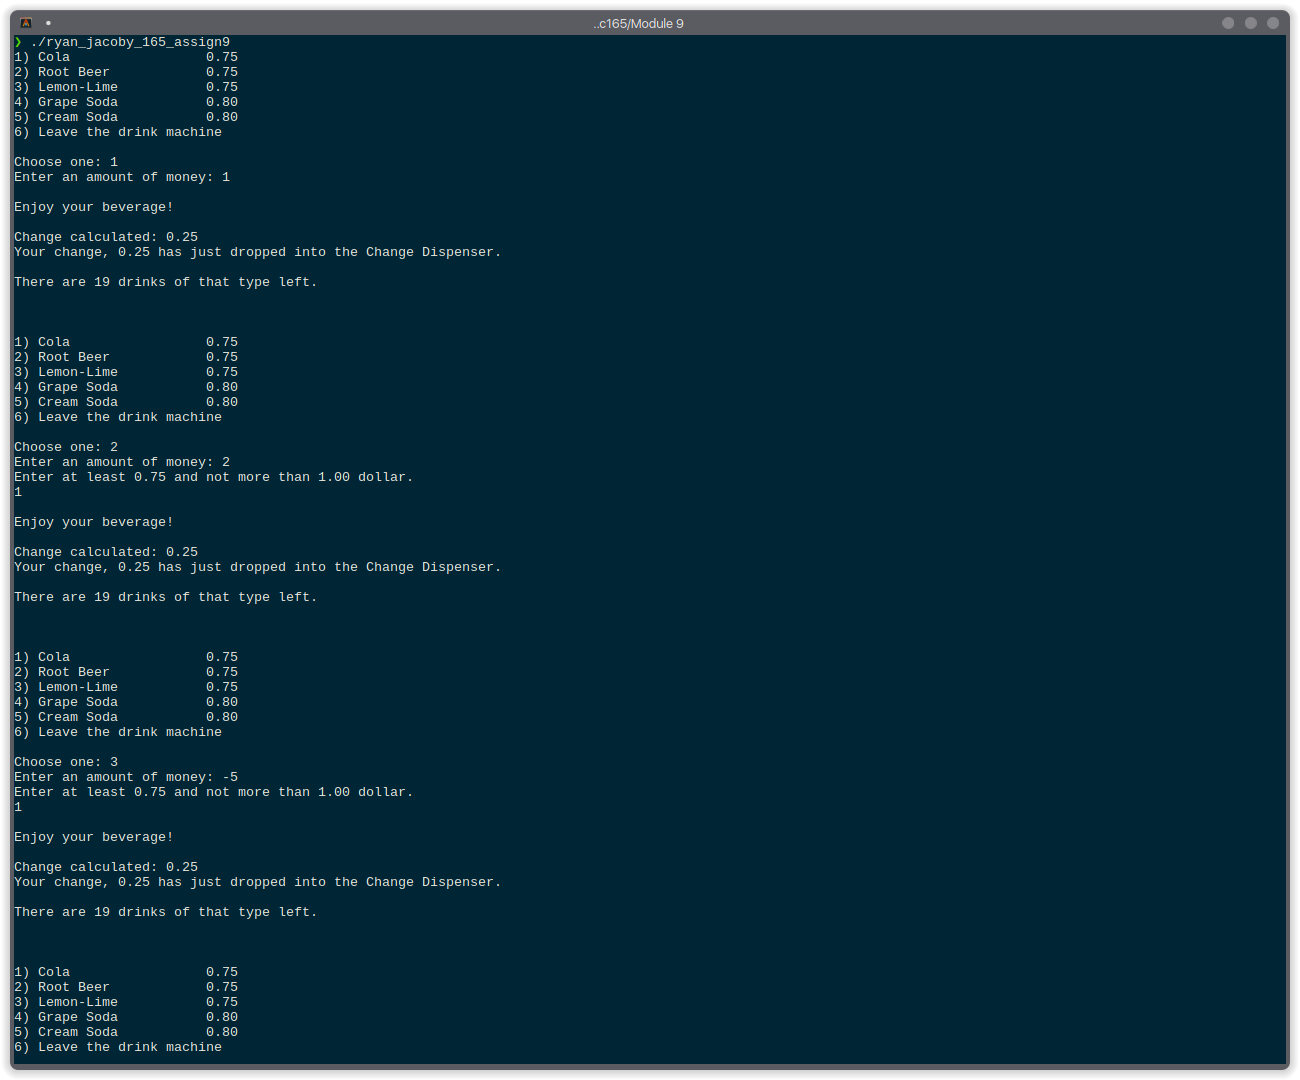 ..c165/Module 9
❯ ./ryan_jacoby_165_assign9
1) Cola                 0.75
2) Root Beer            0.75
3) Lemon-Lime           0.75
4) Grape Soda           0.80
5) Cream Soda           0.80
6) Leave the drink machine
Choose one: 1
Enter an amount of money: 1
Enjoy your beverage!
Change calculated: 0.25
Your change, 0.25 has just dropped into the Change Dispenser.
There are 19 drinks of that type left.
1) Cola                 0.75
2) Root Beer            0.75
3) Lemon-Lime           0.75
4) Grape Soda           0.80
5) Cream Soda           0.80
6) Leave the drink machine
Choose one: 2
Enter an amount of money: 2
Enter at least 0.75 and not more than 1.00 dollar.
1
Enjoy your beverage!
Change calculated: 0.25
Your change, 0.25 has just dropped into the Change Dispenser.
There are 19 drinks of that type left.
1) Cola                 0.75
2) Root Beer            0.75
3) Lemon-Lime           0.75
4) Grape Soda           0.80
5) Cream Soda           0.80
6) Leave the drink machine
Choose one: 3
Enter an amount of money: -5
Enter at least 0.75 and not more than 1.00 dollar.
1
Enjoy your beverage!
Change calculated: 0.25
Your change, 0.25 has just dropped into the Change Dispenser.
There are 19 drinks of that type left.
1) Cola                 0.75
2) Root Beer            0.75
3) Lemon-Lime           0.75
4) Grape Soda           0.80
5) Cream Soda           0.80
6) Leave the drink machine